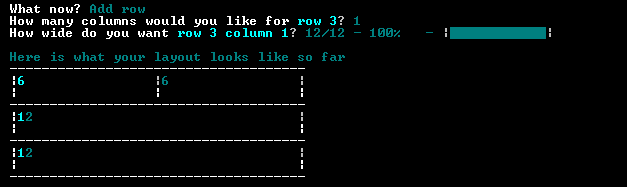 What now? Add row
How many columns would you like for row 3? 1
How wide do you want row 3 column 1? 12/12 - 100% - |██████████|
Here is what your layout looks like so far
-------------------------------------
¦6 ¦6 ¦
¦ ¦ ¦
-------------------------------------
¦12 ¦
¦ ¦
-------------------------------------
¦12 ¦
¦ ¦
-------------------------------------